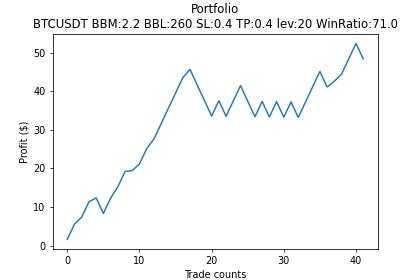 Portfolio
BTCUSDT BBM:2.2 BBL:260 SL:0.4 TP:0.4 lev:20 WinRatio:71.0
50
40
30
20
10
0
Profit ($)
0 10 20 30 40
Trade counts